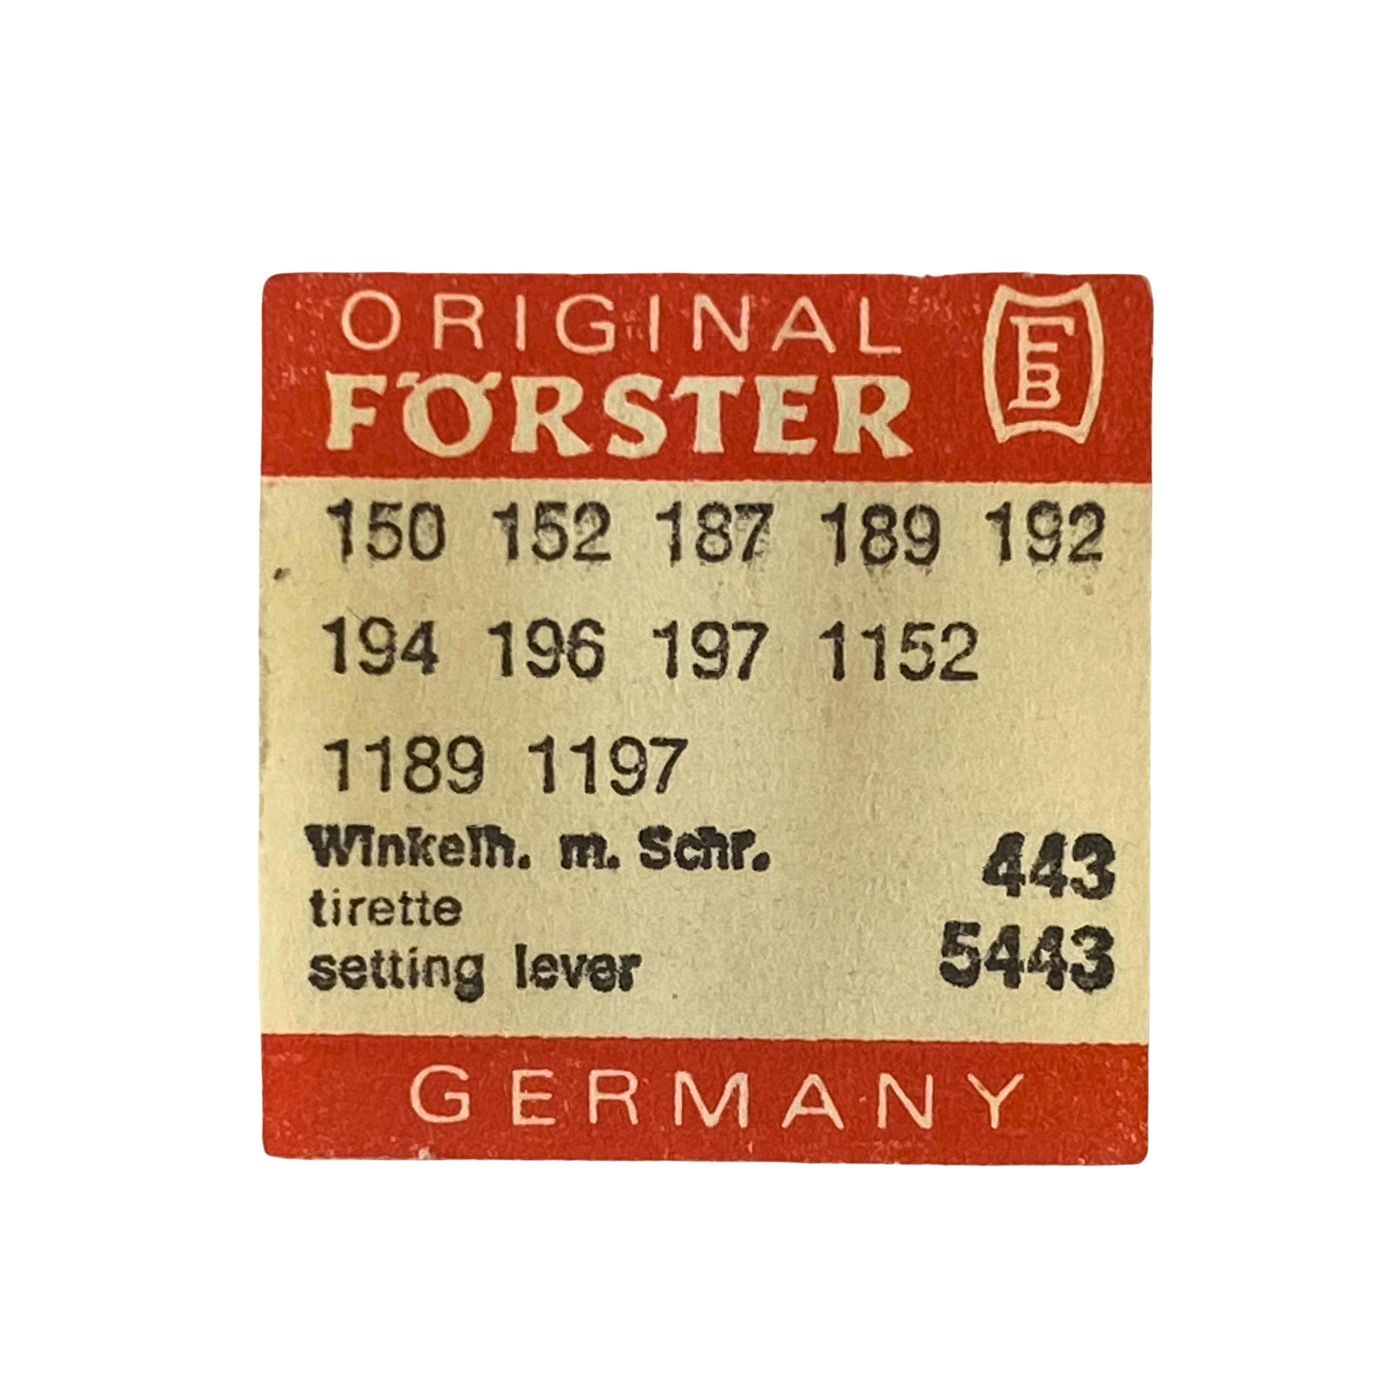 ORIGINAL
FÖRSTER
FB
150 152 187 189 192
194 196 197 1152
1189 1197
Winkelh. m. Schr. 443
tirette
setting lever 5443
GERMANY